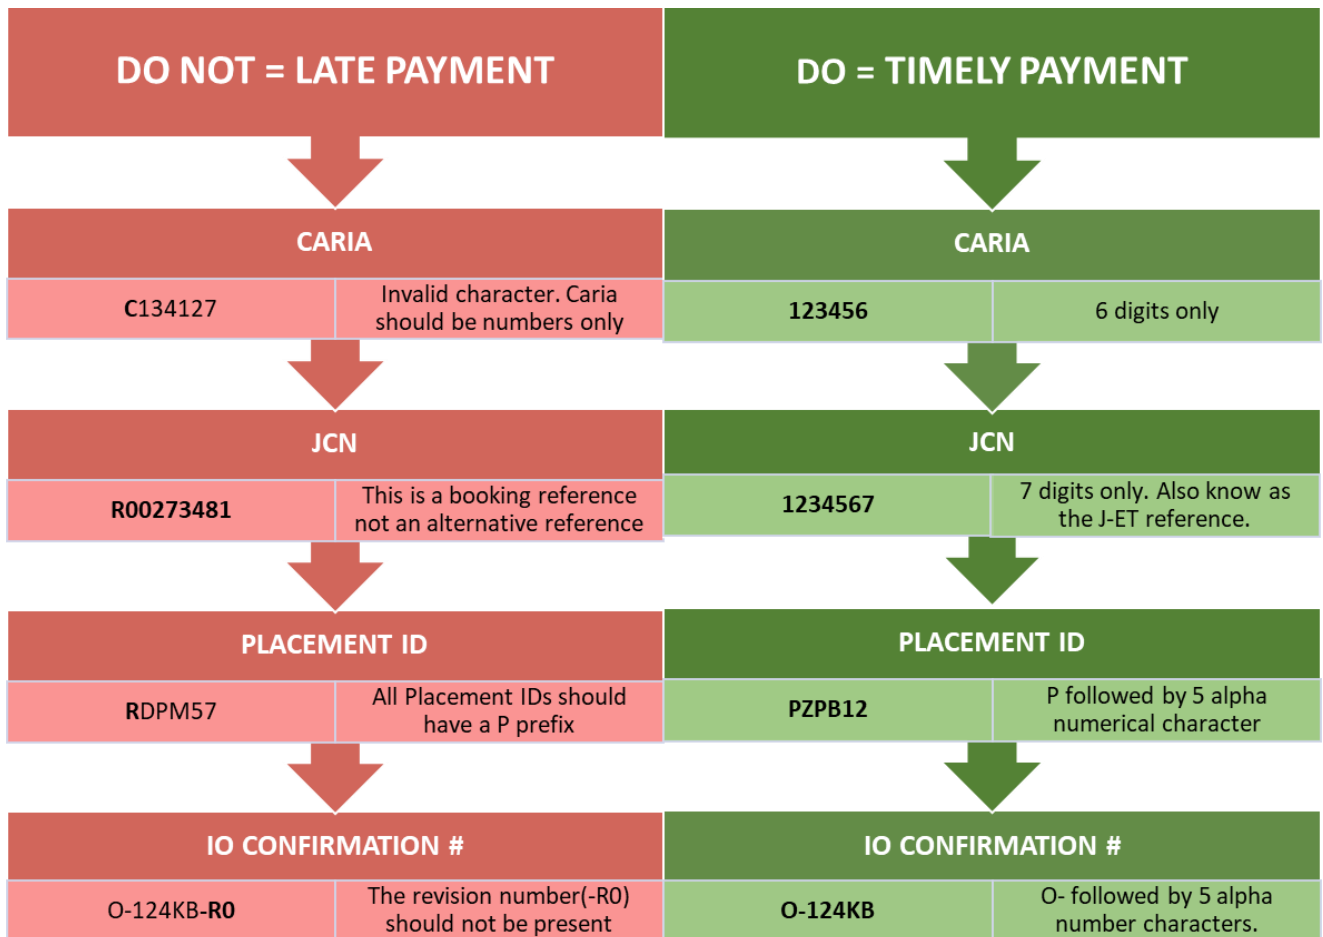 DO NOT = LATE PAYMENT
CARIA
C134127
Invalid character. Caria
should be numbers only
JCN
R00273481
This is a booking reference
not an alternative reference
PLACEMENT ID
RDPM57
All Placement IDs should
have a P prefix
IO CONFIRMATION #
O-124KB-R0
The revision number(-R0)
should not be present
DO = TIMELY PAYMENT
CARIA
123456
6 digits only
JCN
1234567
7 digits only. Also know as
the J-ET reference.
PLACEMENT ID
PZPB12
P followed by 5 alpha
numerical character
IO CONFIRMATION #
O-124KB
O- followed by 5 alpha
number characters.